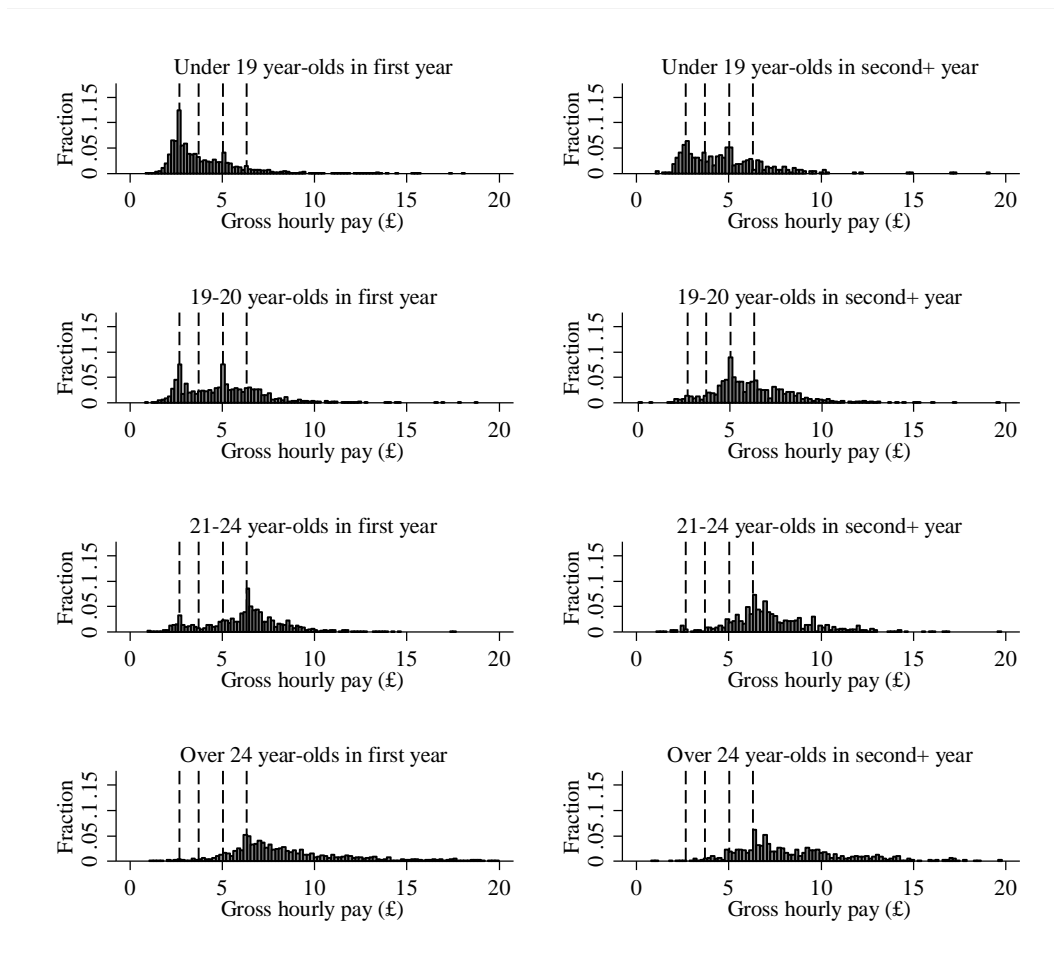 Under 19 year-olds in first year
Fraction
0 .05 .1 .15
0 5 10 15 20
Gross hourly pay (£)
Under 19 year-olds in second+ year
Fraction
0 .05 .1 .15
0 5 10 15 20
Gross hourly pay (£)
19-20 year-olds in first year
Fraction
0 .05 .1 .15
0 5 10 15 20
Gross hourly pay (£)
19-20 year-olds in second+ year
Fraction
0 .05 .1 .15
0 5 10 15 20
Gross hourly pay (£)
21-24 year-olds in first year
Fraction
0 .05 .1 .15
0 5 10 15 20
Gross hourly pay (£)
21-24 year-olds in second+ year
Fraction
0 .05 .1 .15
0 5 10 15 20
Gross hourly pay (£)
Over 24 year-olds in first year
Fraction
0 .05 .1 .15
0 5 10 15 20
Gross hourly pay (£)
Over 24 year-olds in second+ year
Fraction
0 .05 .1 .15
0 5 10 15 20
Gross hourly pay (£)